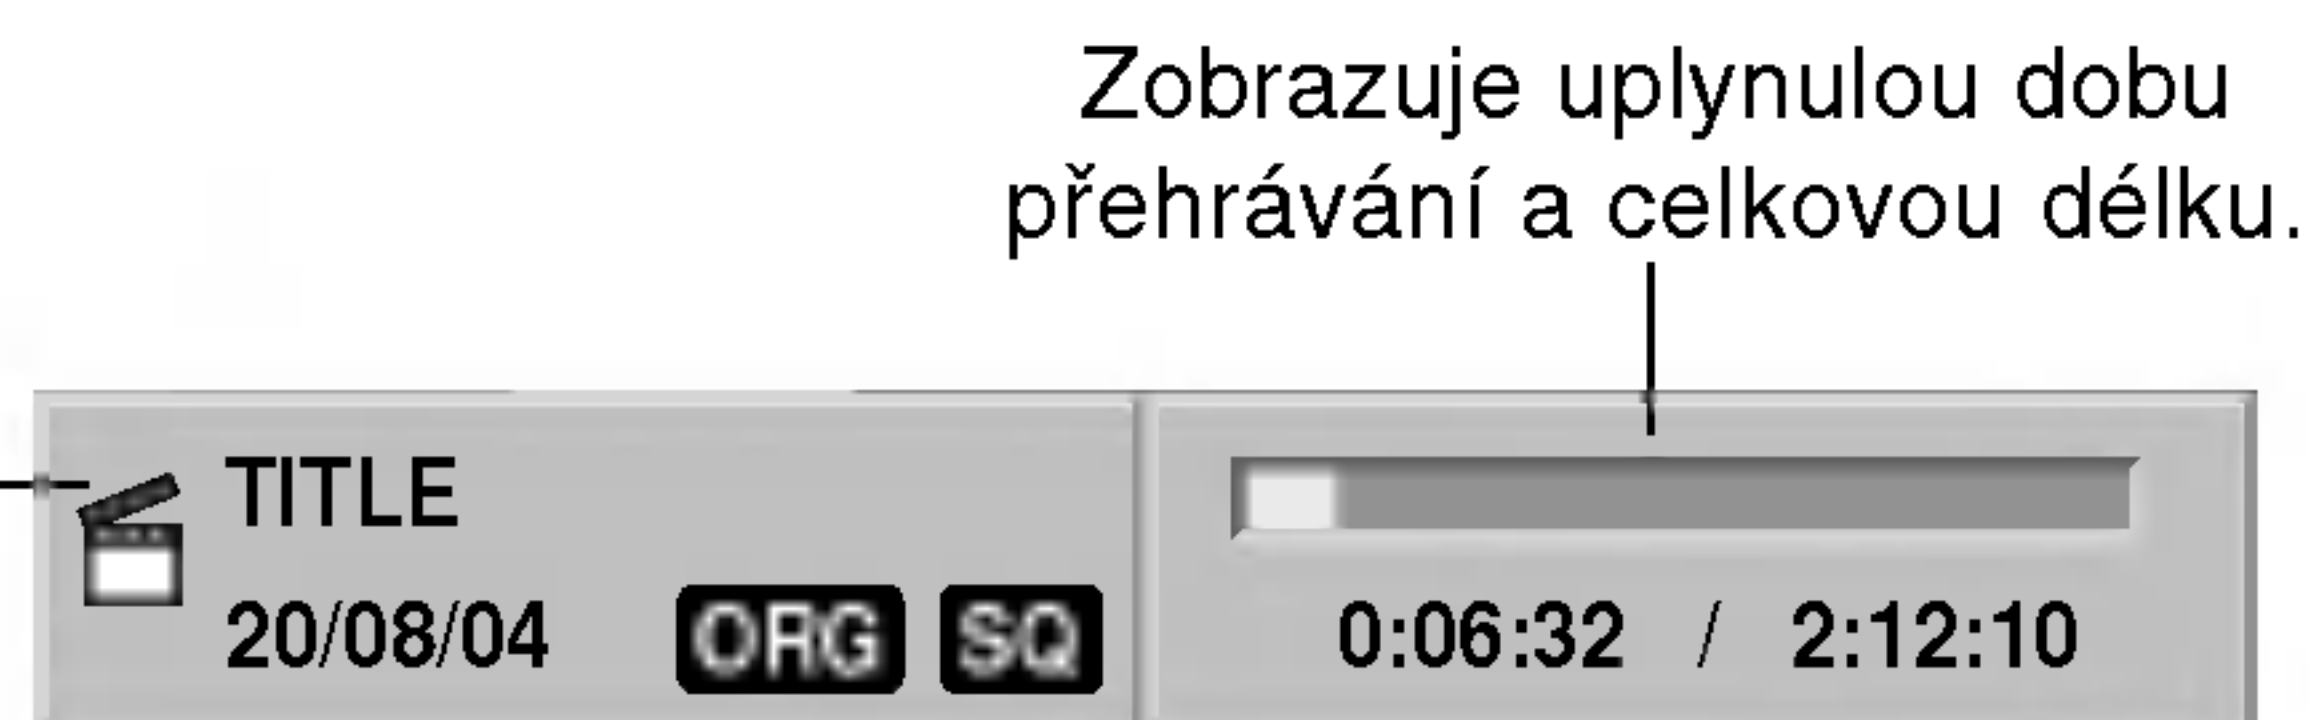 Zobrazuje uplynulou dobu
přehrávání a celkovou délku.
TITLE
20/08/04 ORG SQ
0:06:32 / 2:12:10